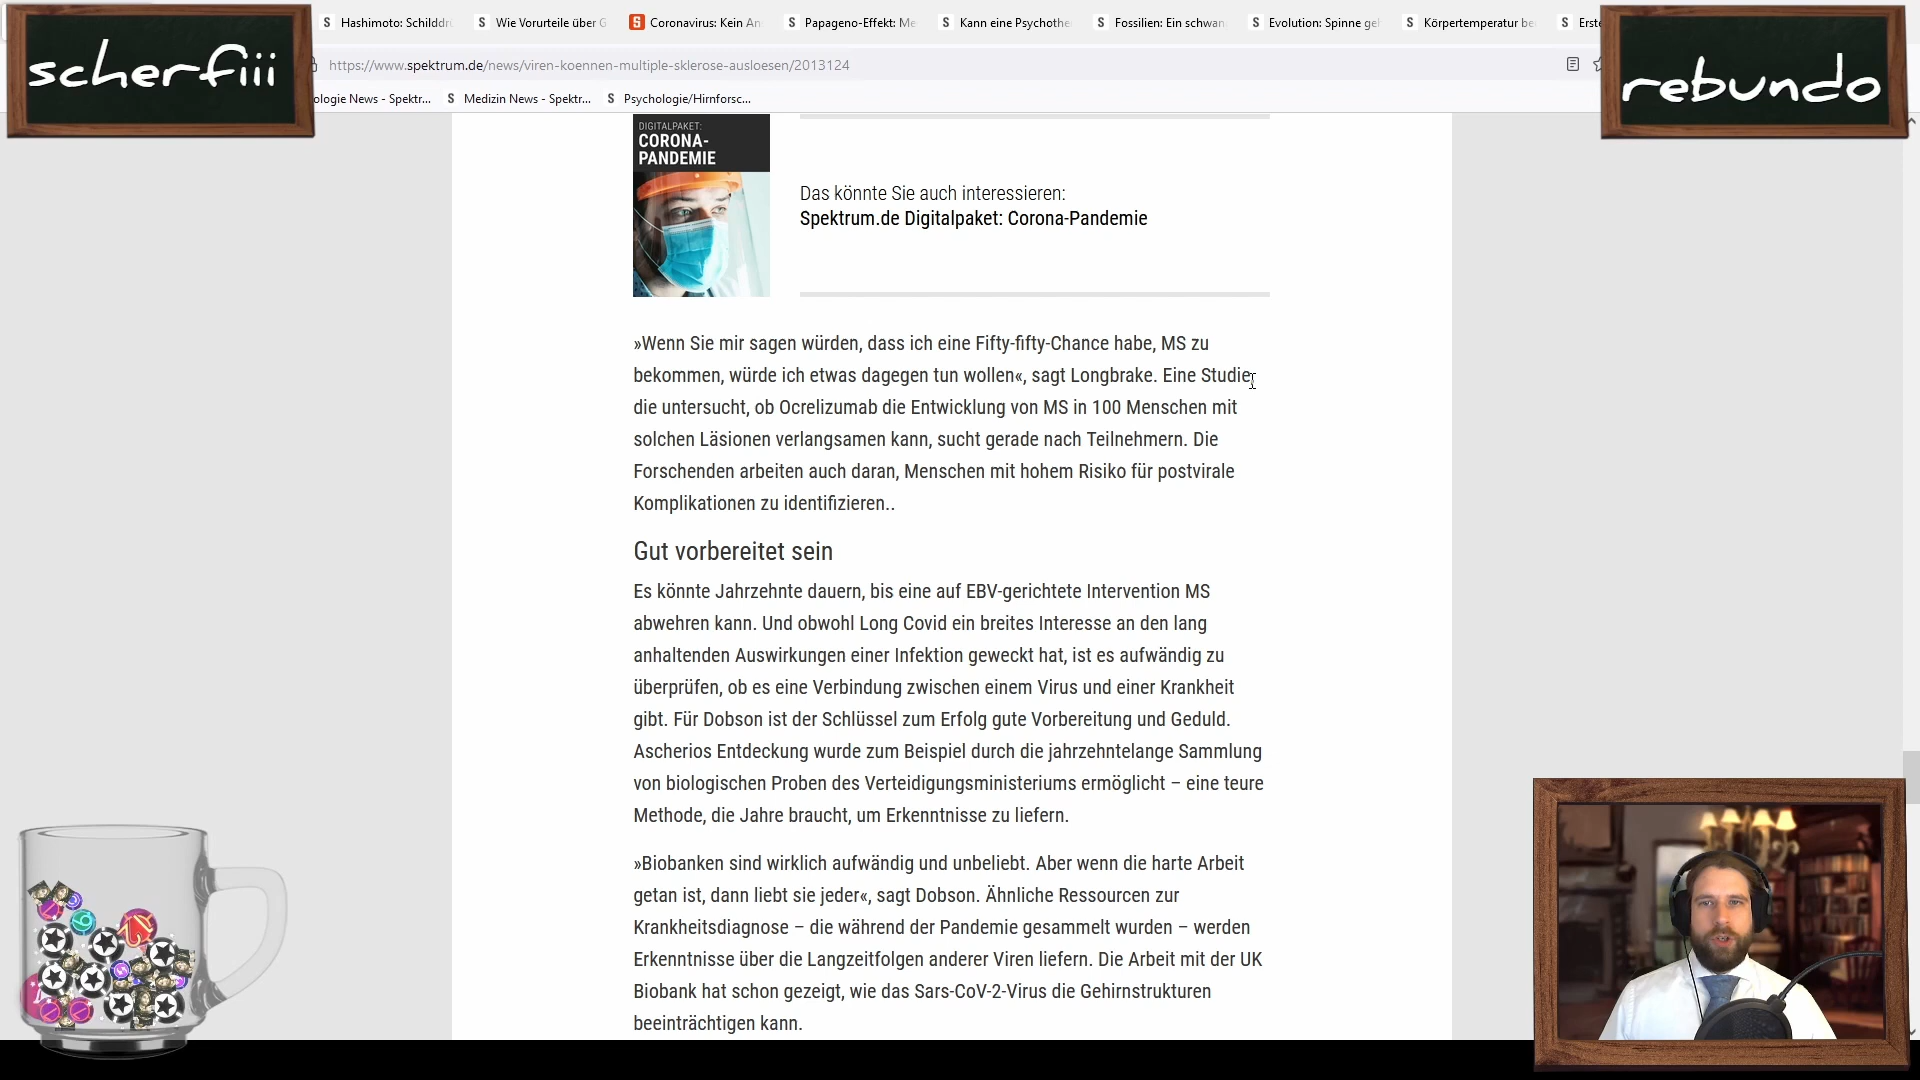 scherfiii
Hashimoto: Schilddrü
Wie Vorurteile über G
Coronavirus: Kein An
Papageno-Effekt: Me
Kann eine Psychothe
Fossilien: Ein schwan
Evolution: Spinne gel
Körpertemperatur be
Erste
rebundo
https://www.spektrum.de/news/viren-koennen-multiple-sklerose-ausloesen/2013124
ologie News - Spektr...
Medizin News - Spektr...
Psychologie/Hirnforsc...
DIGITALPAKET:
CORONA-
PANDEMIE
Das könnte Sie auch interessieren:
Spektrum.de Digitalpaket: Corona-Pandemie
»Wenn Sie mir sagen würden, dass ich eine Fifty-fifty-Chance habe, MS zu
bekommen, würde ich etwas dagegen tun wollen«, sagt Longbrake. Eine Studie,
die untersucht, ob Ocrelizumab die Entwicklung von MS in 100 Menschen mit
solchen Läsionen verlangsamen kann, sucht gerade nach Teilnehmern. Die
Forschenden arbeiten auch daran, Menschen mit hohem Risiko für postvirale
Komplikationen zu identifizieren..
Gut vorbereitet sein
Es könnte Jahrzehnte dauern, bis eine auf EBV-gerichtete Intervention MS
abwehren kann. Und obwohl Long Covid ein breites Interesse an den lang
anhaltenden Auswirkungen einer Infektion geweckt hat, ist es aufwändig zu
überprüfen, ob es eine Verbindung zwischen einem Virus und einer Krankheit
gibt. Für Dobson ist der Schlüssel zum Erfolg gute Vorbereitung und Geduld.
Ascherios Entdeckung wurde zum Beispiel durch die jahrzehntelange Sammlung
von biologischen Proben des Verteidigungsministeriums ermöglicht – eine teure
Methode, die Jahre braucht, um Erkenntnisse zu liefern.
»Biobanken sind wirklich aufwändig und unbeliebt. Aber wenn die harte Arbeit
getan ist, dann liebt sie jeder«, sagt Dobson. Ähnliche Ressourcen zur
Krankheitsdiagnose – die während der Pandemie gesammelt wurden – werden
Erkenntnisse über die Langzeitfolgen anderer Viren liefern. Die Arbeit mit der UK
Biobank hat schon gezeigt, wie das Sars-CoV-2-Virus die Gehirnstrukturen
beeinträchtigen kann.